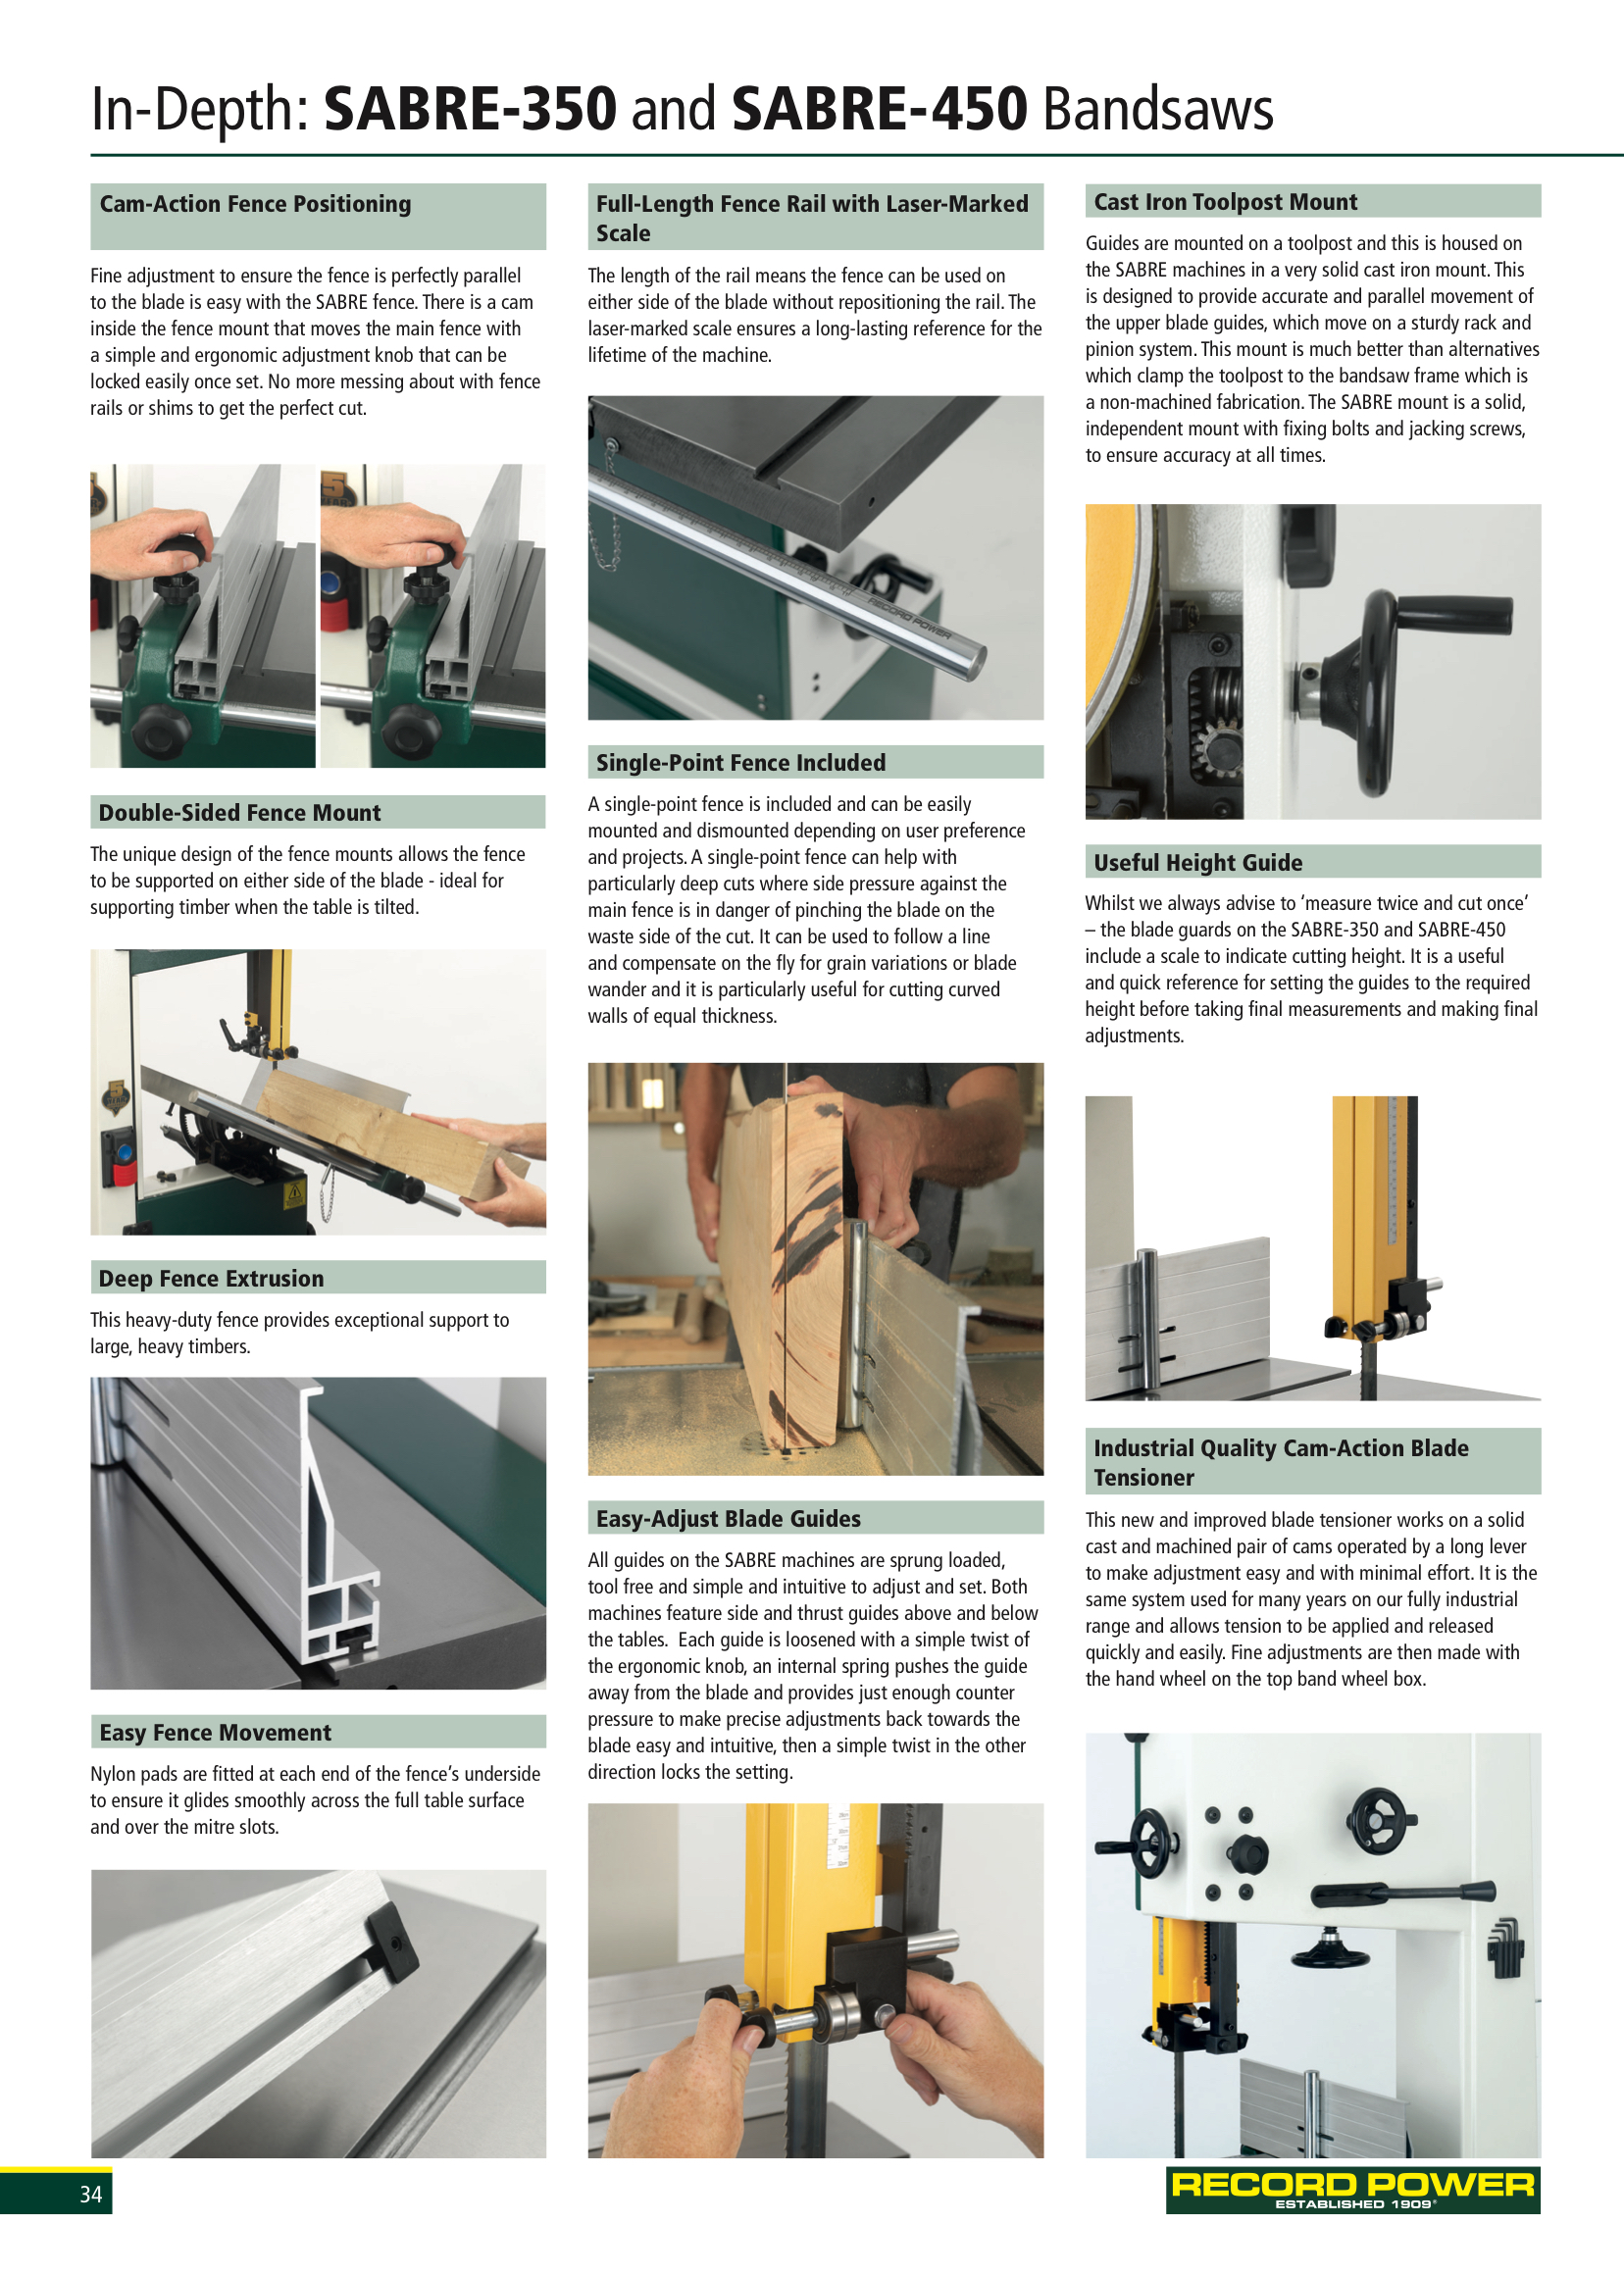 In-Depth: SABRE-350 and SABRE-450 Bandsaws
Cam-Action Fence Positioning
Fine adjustment to ensure the fence is perfectly parallel
to the blade is easy with the SABRE fence. There is a cam
inside the fence mount that moves the main fence with
a simple and ergonomic adjustment knob that can be
locked easily once set. No more messing about with fence
rails or shims to get the perfect cut.
Double-Sided Fence Mount
The unique design of the fence mounts allows the fence
to be supported on either side of the blade - ideal for
supporting timber when the table is tilted.
5
Deep Fence Extrusion
This heavy-duty fence provides exceptional support to
large, heavy timbers.
Easy Fence Movement
Nylon pads are fitted at each end of the fence’s underside
to ensure it glides smoothly across the full table surface
and over the mitre slots.
Full-Length Fence Rail with Laser-Marked
Scale
The length of the rail means the fence can be used on
either side of the blade without repositioning the rail. The
laser-marked scale ensures a long-lasting reference for the
lifetime of the machine.
RECORD POWER
Single-Point Fence Included
A single-point fence is included and can be easily
mounted and dismounted depending on user preference
and projects. A single-point fence can help with
particularly deep cuts where side pressure against the
main fence is in danger of pinching the blade on the
waste side of the cut. It can be used to follow a line
and compensate on the fly for grain variations or blade
wander and it is particularly useful for cutting curved
walls of equal thickness.
Easy-Adjust Blade Guides
All guides on the SABRE machines are sprung loaded,
tool free and simple and intuitive to adjust and set. Both
machines feature side and thrust guides above and below
the tables.  Each guide is loosened with a simple twist of
the ergonomic knob, an internal spring pushes the guide
away from the blade and provides just enough counter
pressure to make precise adjustments back towards the
blade easy and intuitive, then a simple twist in the other
direction locks the setting.
Cast Iron Toolpost Mount
Guides are mounted on a toolpost and this is housed on
the SABRE machines in a very solid cast iron mount. This
is designed to provide accurate and parallel movement of
the upper blade guides, which move on a sturdy rack and
pinion system. This mount is much better than alternatives
which clamp the toolpost to the bandsaw frame which is
a non-machined fabrication. The SABRE mount is a solid,
independent mount with fixing bolts and jacking screws,
to ensure accuracy at all times.
Useful Height Guide
Whilst we always advise to ‘measure twice and cut once’
– the blade guards on the SABRE-350 and SABRE-450
include a scale to indicate cutting height. It is a useful
and quick reference for setting the guides to the required
height before taking final measurements and making final
adjustments.
Industrial Quality Cam-Action Blade
Tensioner
This new and improved blade tensioner works on a solid
cast and machined pair of cams operated by a long lever
to make adjustment easy and with minimal effort. It is the
same system used for many years on our fully industrial
range and allows tension to be applied and released
quickly and easily. Fine adjustments are then made with
the hand wheel on the top band wheel box.
34
RECORD POWER
ESTABLISHED 1909®